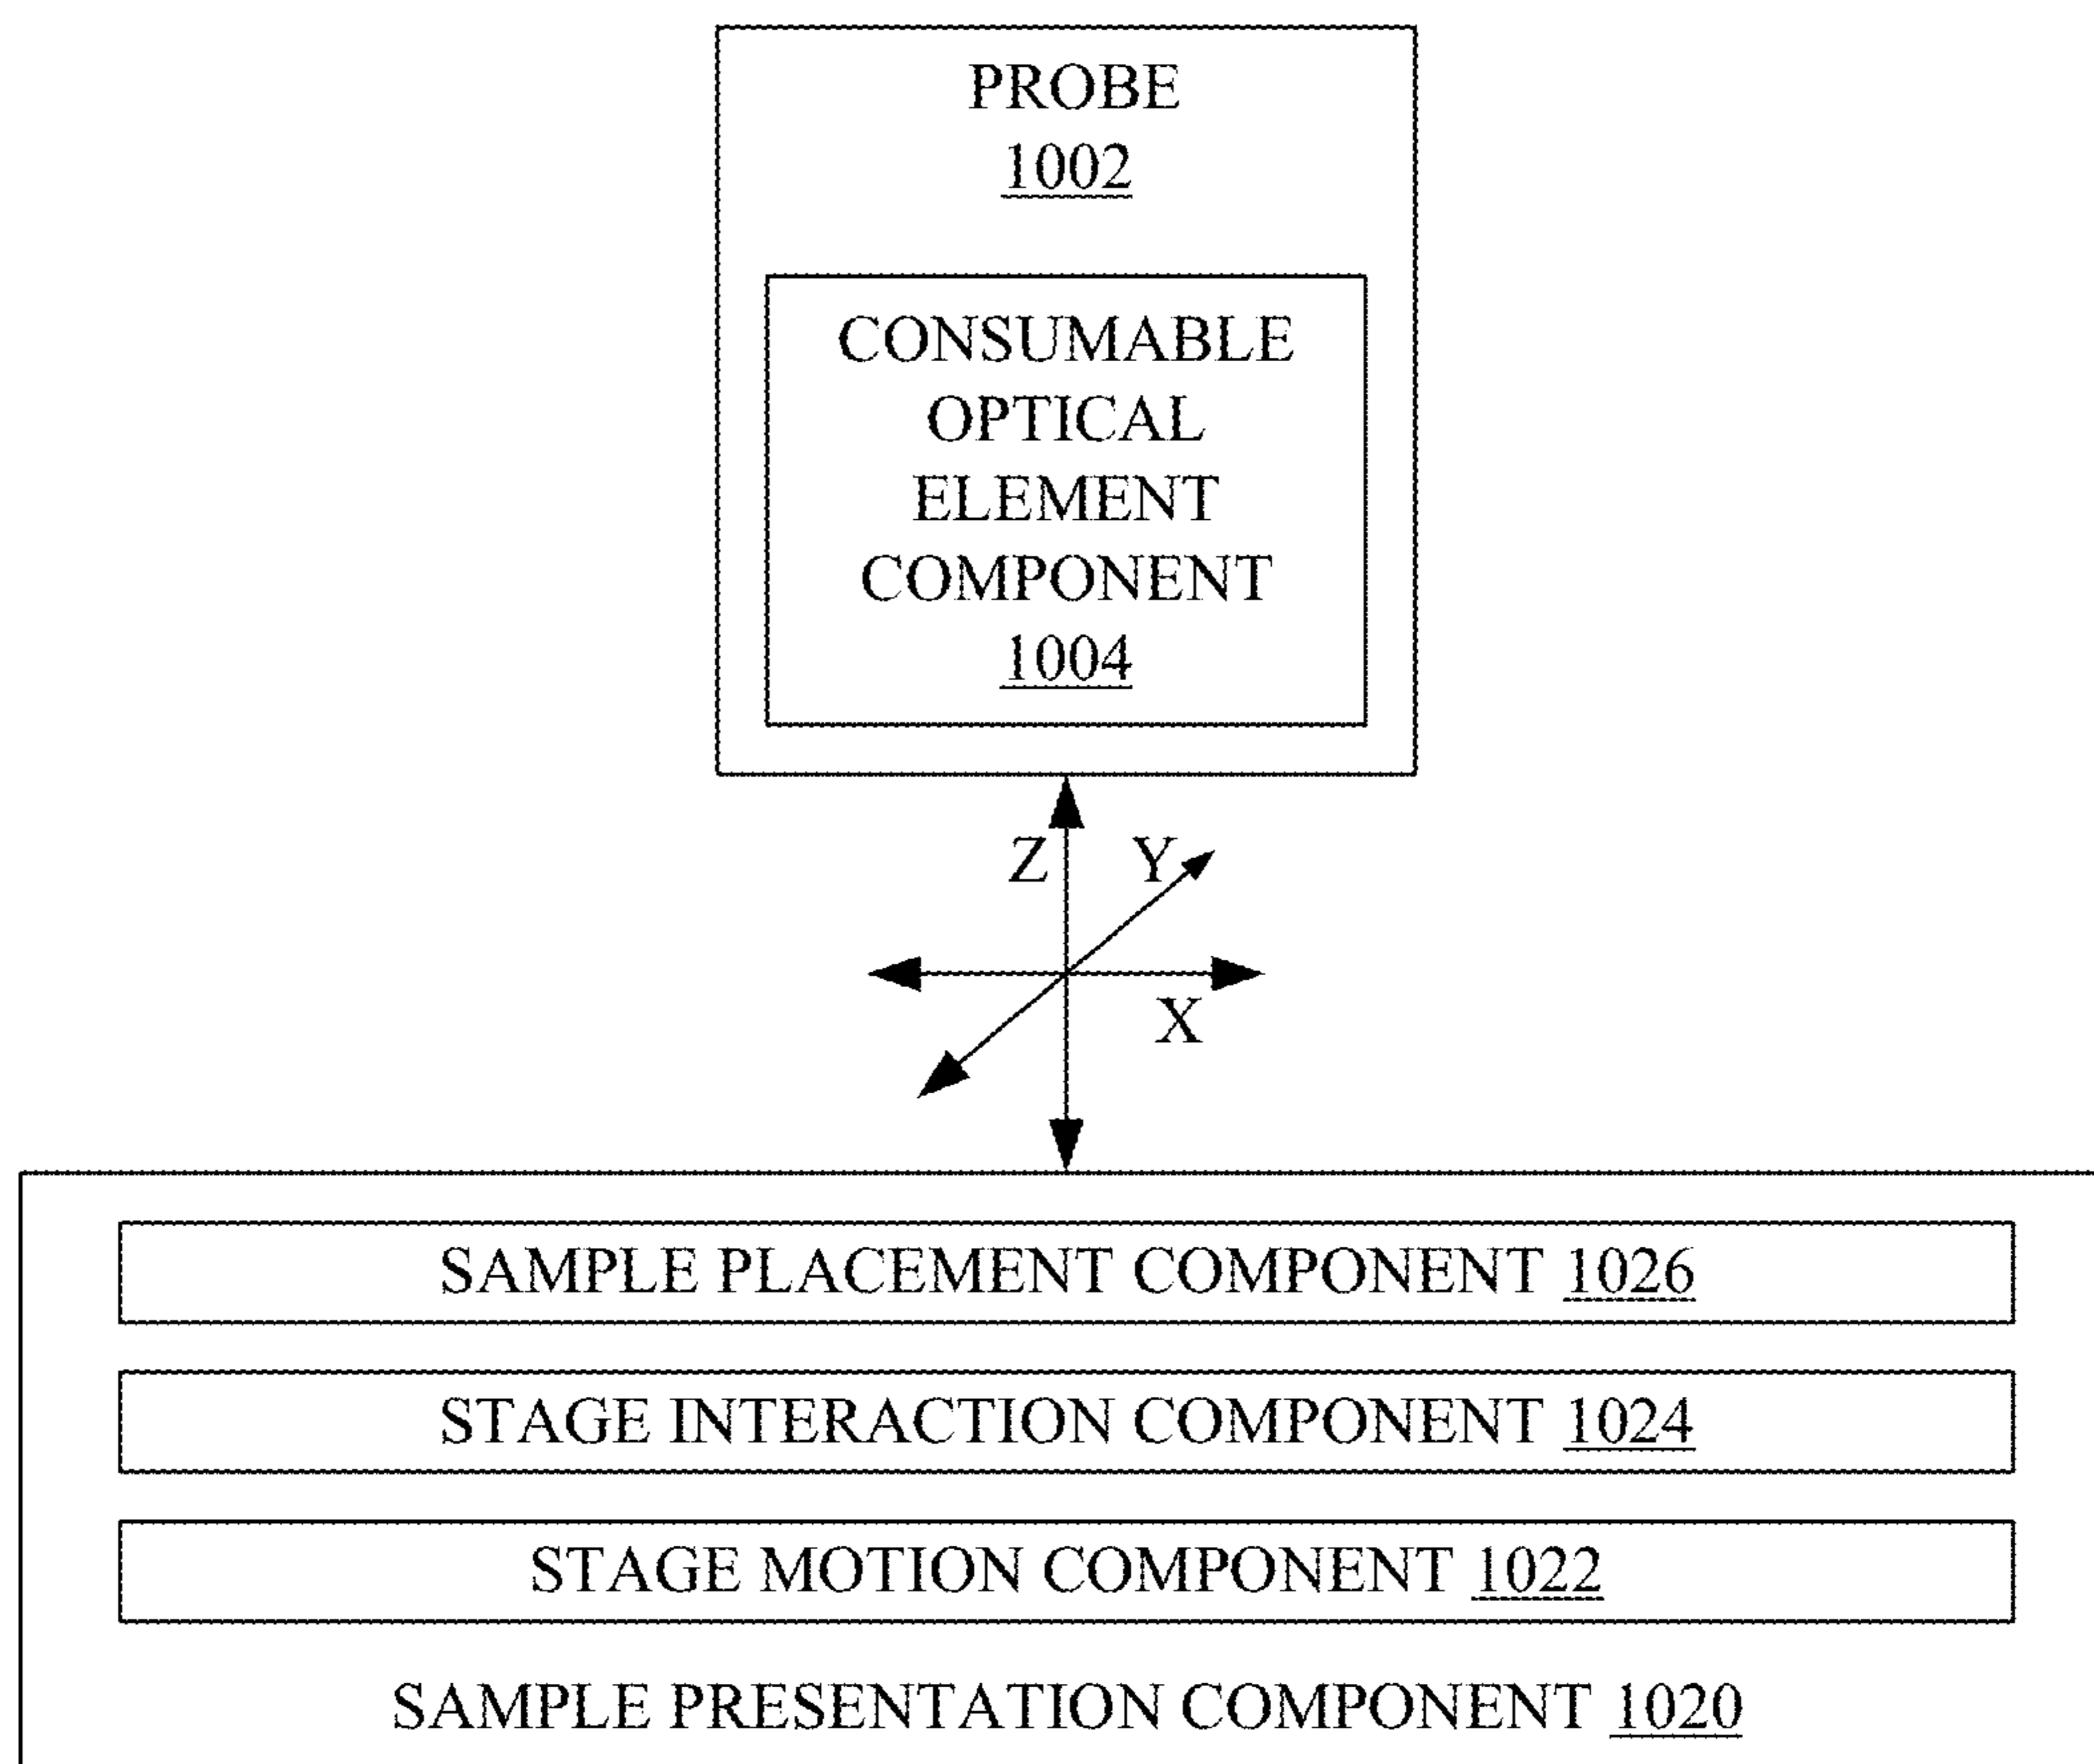 PROBE
1002
CONSUMABLE
OPTICAL
ELEMENT
COMPONENT
1004
Z
Y
X
SAMPLE PLACEMENT COMPONENT 1026
STAGE INTERACTION COMPONENT 1024
STAGE MOTION COMPONENT 1022
SAMPLE PRESENTATION COMPONENT 1020